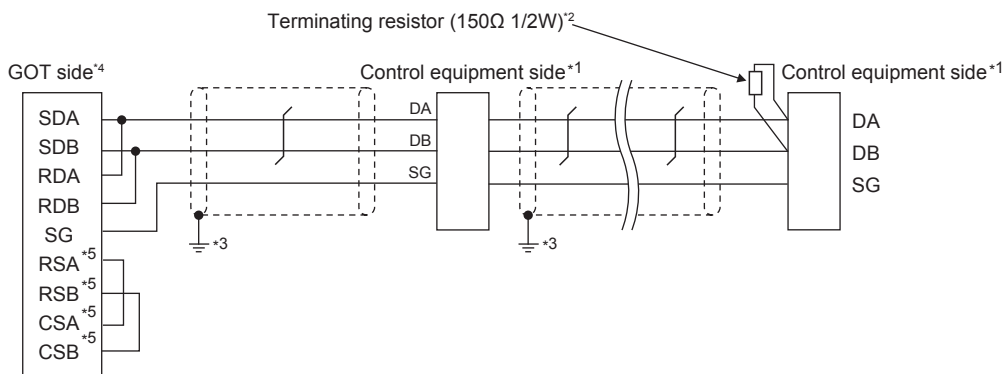 Terminating resistor (150Ω 1/2W)*2
GOT side*4
Control equipment side*1
Control equipment side*1
SDA
SDB
RDA
RDB
SG
RSA*5
RSB*5
CSA*5
CSB*5
DA
DB
SG
*3
*3
DA
DB
SG